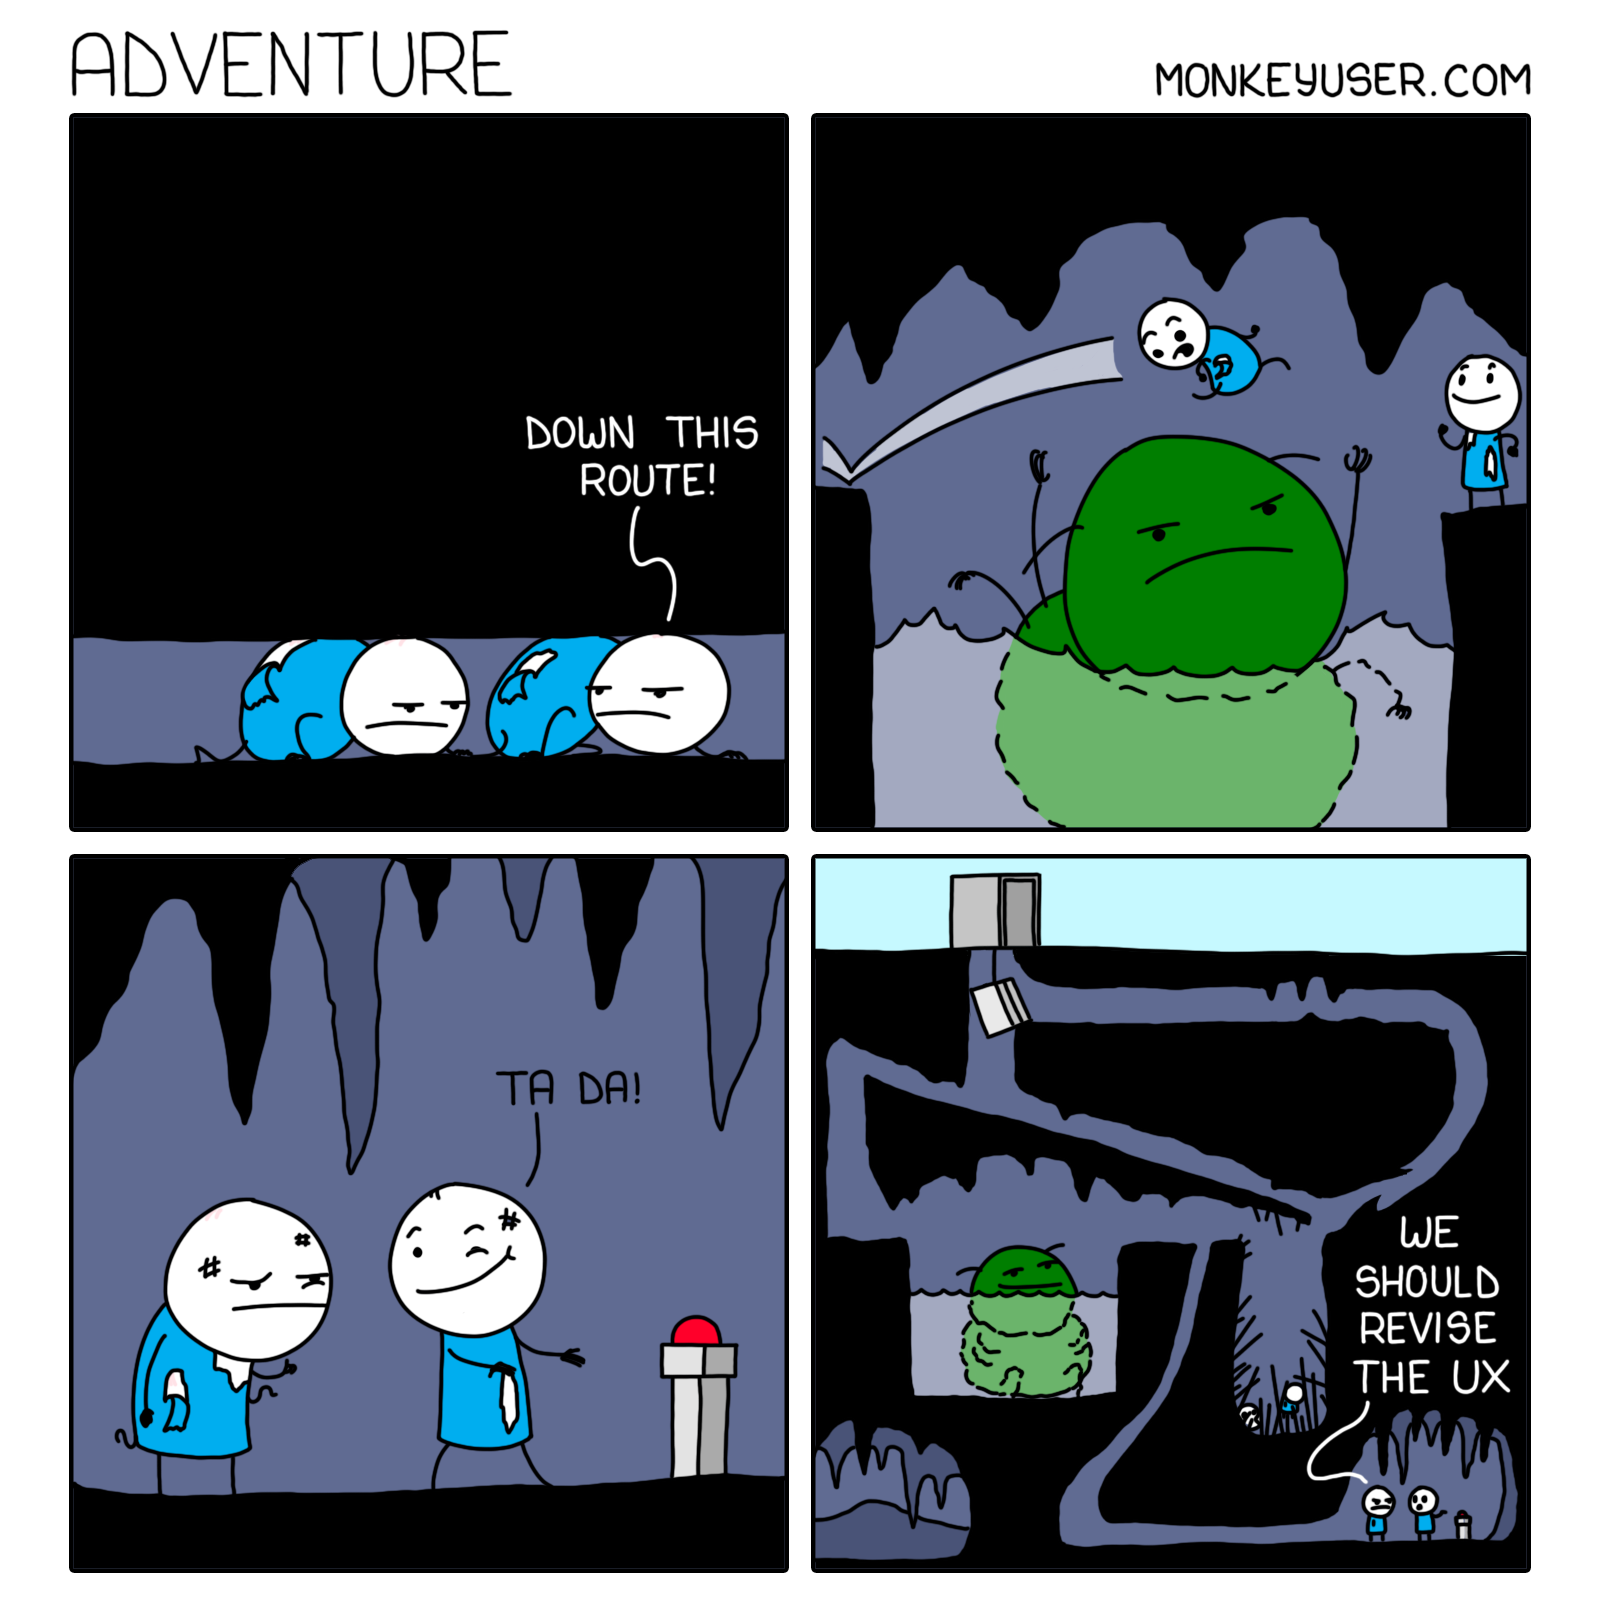 ADVENTURE
MONKEYUSER.COM
DOWN THIS
ROUTE!
TA DA!
WE
SHOULD
REVISE
THE UX